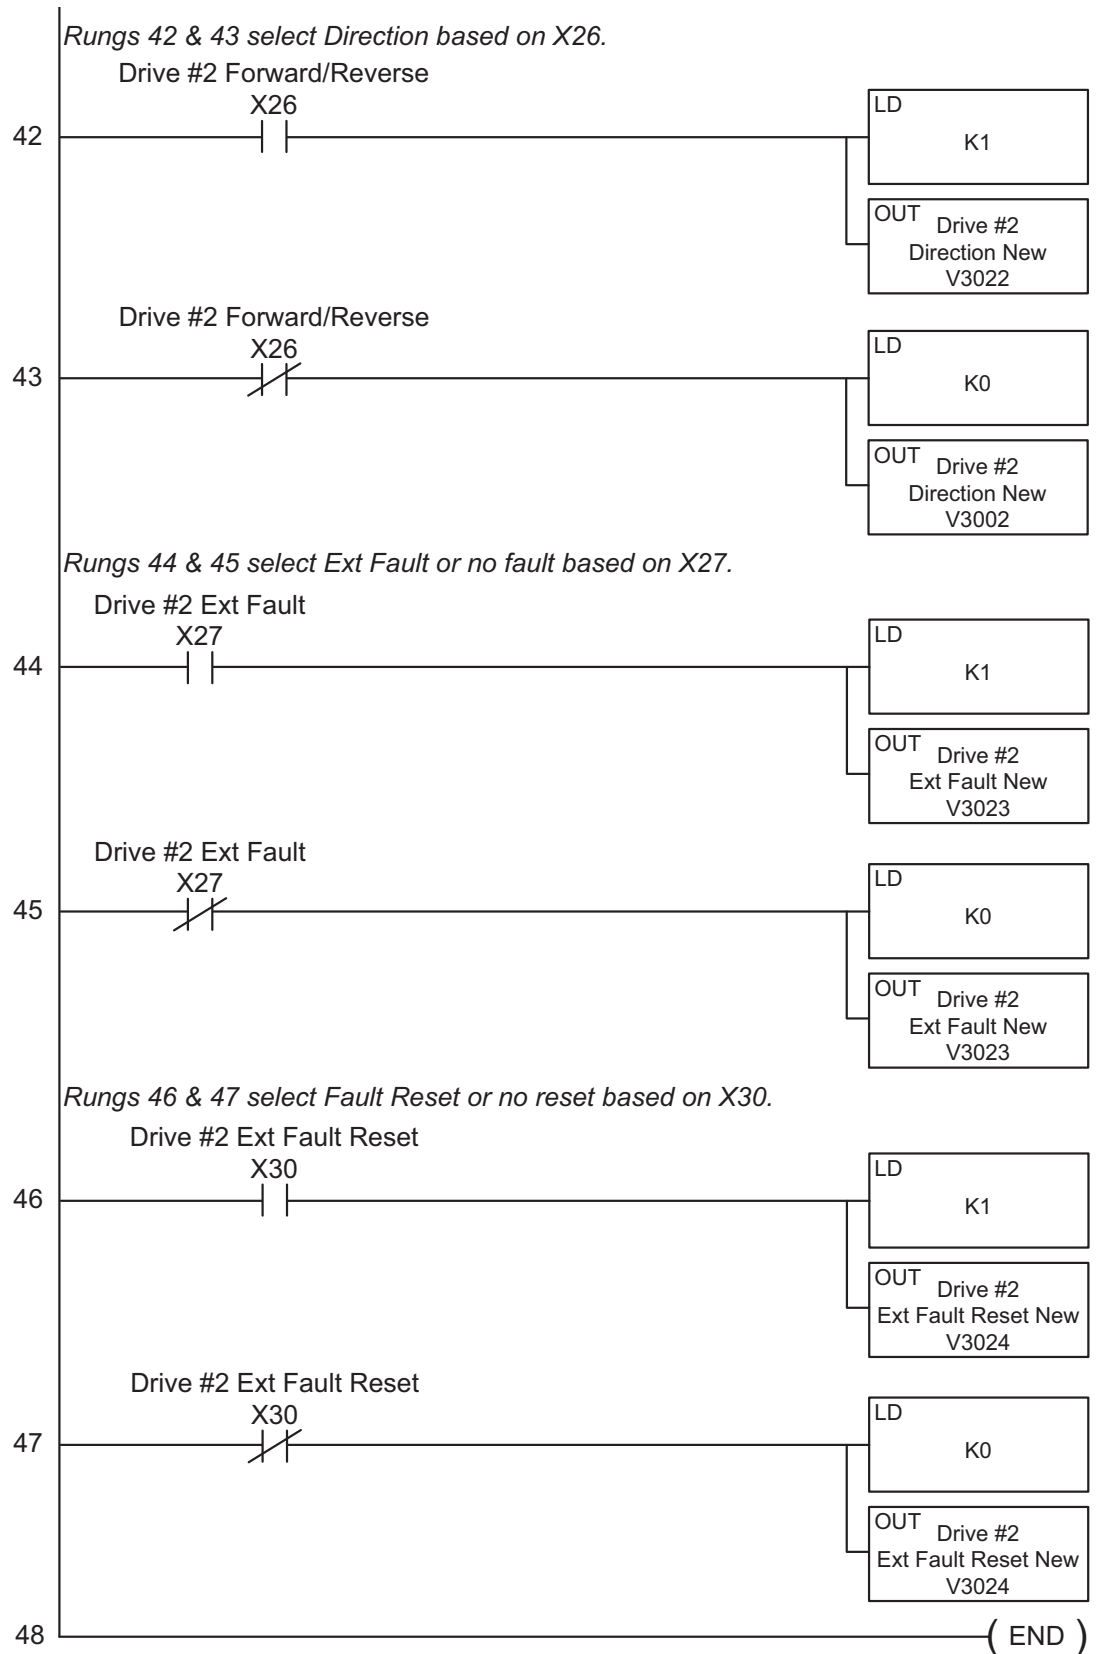 Rungs 42 & 43 select Direction based on X26.
Drive #2 Forward/Reverse
X26
42
LD
K1
OUT
Drive #2
Direction New
V3022
Drive #2 Forward/Reverse
X26
43
LD
K0
OUT
Drive #2
Direction New
V3002
Rungs 44 & 45 select Ext Fault or no fault based on X27.
Drive #2 Ext Fault
X27
44
LD
K1
OUT
Drive #2
Ext Fault New
V3023
Drive #2 Ext Fault
X27
45
LD
K0
OUT
Drive #2
Ext Fault New
V3023
Rungs 46 & 47 select Fault Reset or no reset based on X30.
Drive #2 Ext Fault Reset
X30
46
LD
K1
OUT
Drive #2
Ext Fault Reset New
V3024
Drive #2 Ext Fault Reset
X30
47
LD
K0
OUT
Drive #2
Ext Fault Reset New
V3024
48
( END )